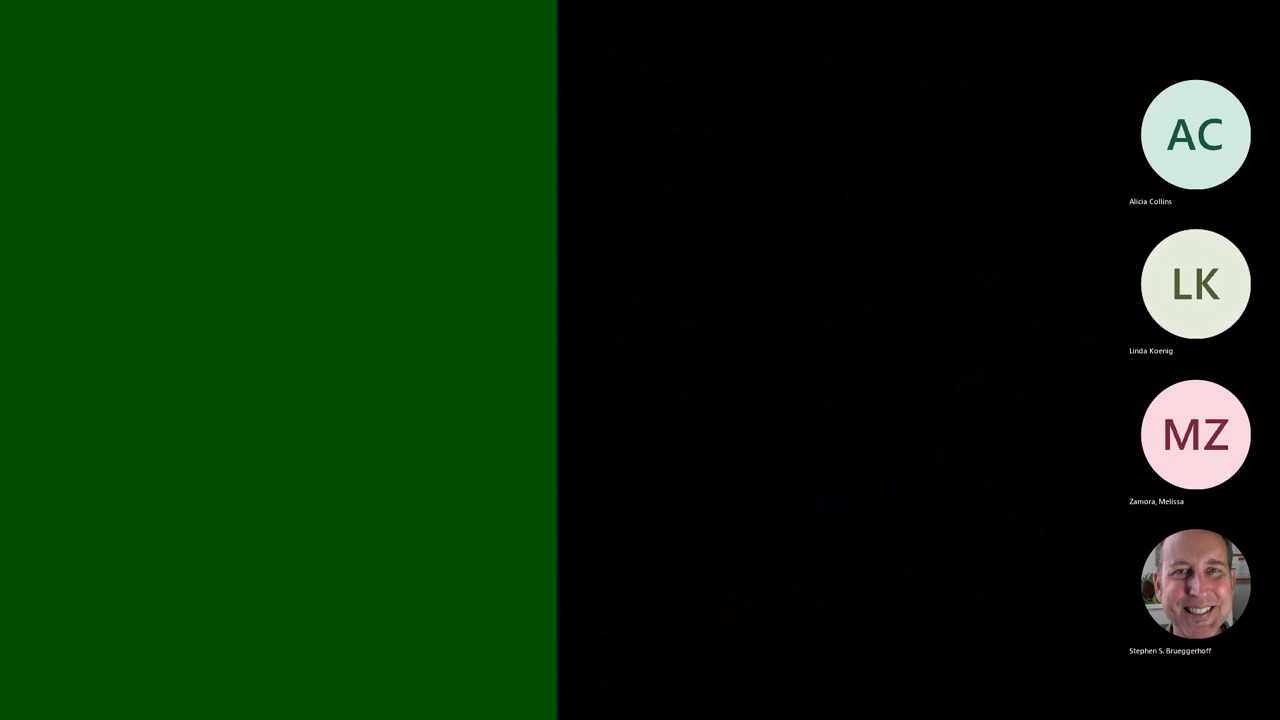 AC
Alicia Collins
LK
Linda Koenig
MZ
Zamora, Melissa
Stephen S. Brueggerhoff